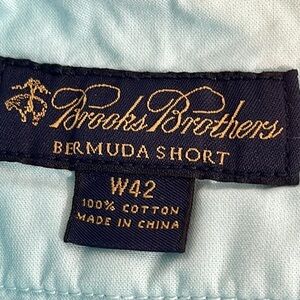 Brooks Brothers
BERMUDA SHORT
W42
100% COTTON
MADE IN CHINA